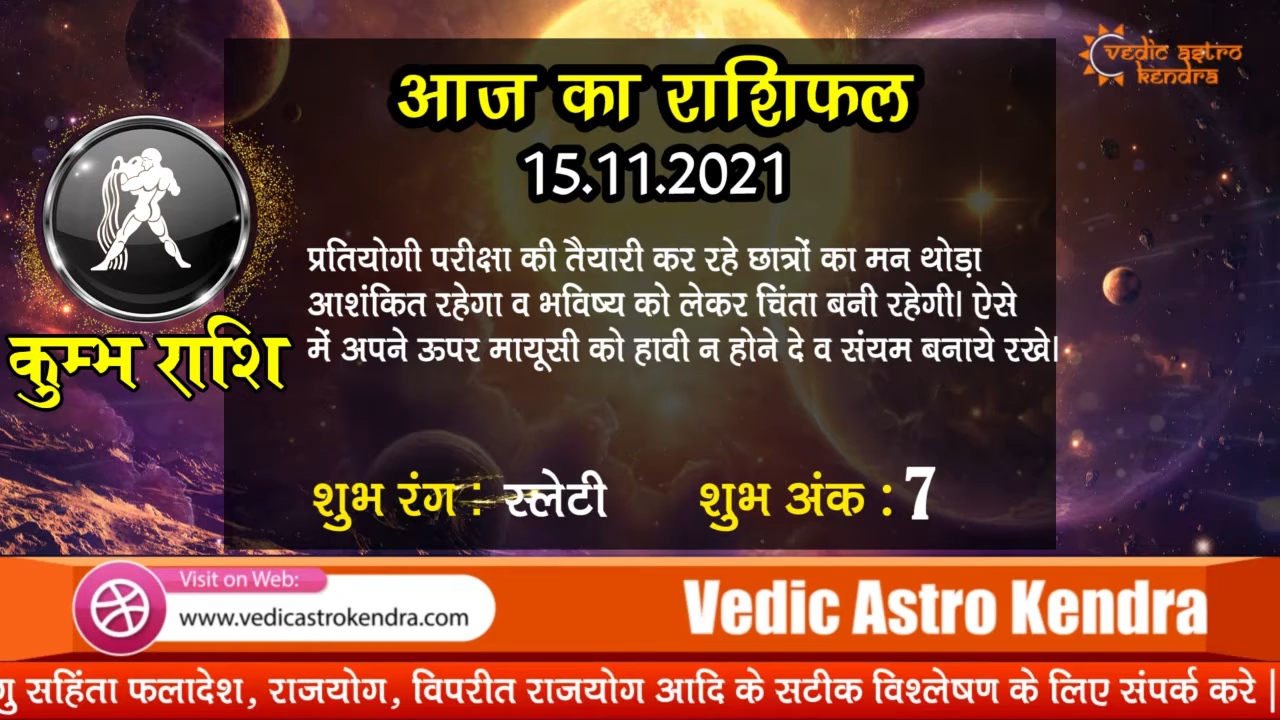 vedic astro
kendra
आज का राशिफल
15.11.2021
प्रतियोगी परीक्षा की तैयारी कर रहे छात्रों का मन थोड़ा
आशंकित रहेगा व भविष्य को लेकर चिंता बनी रहेगी। ऐसे
में अपने ऊपर मायूसी को हावी न होने दे व संयम बनाये रखे।
कुम्भ राशि
शुभ रंग : स्लेटी शुभ अंक : 7
Visit on Web:
www.vedicastrokendra.com
Vedic Astro Kendra
सहिंता फलादेश, राजयोग, विपरीत राजयोग आदि के सटीक विश्लेषण के लिए संपर्क करे |